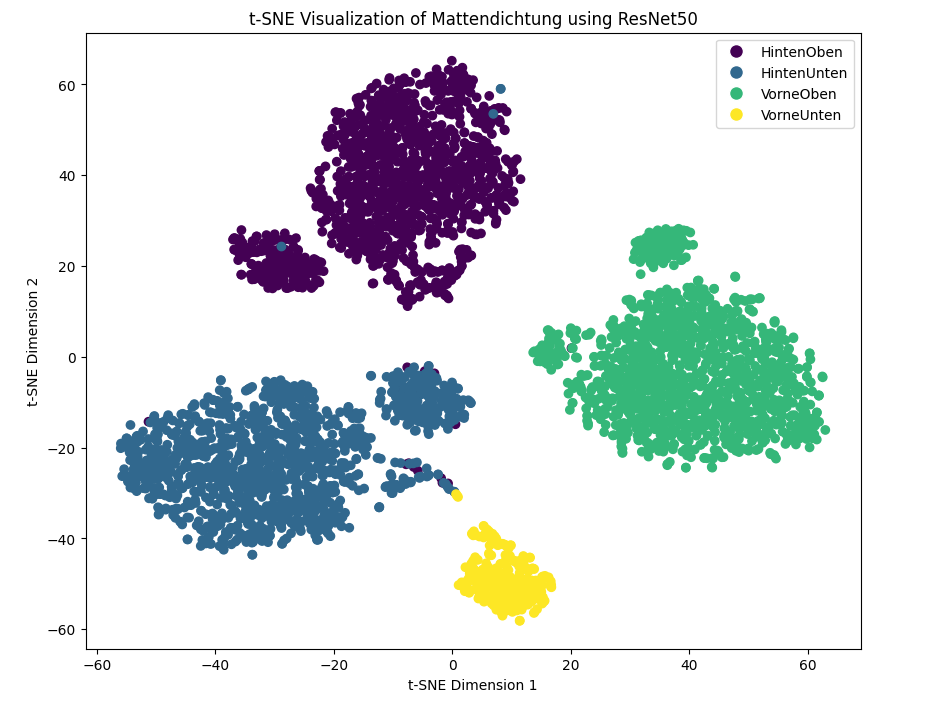 t-SNE Visualization of Mattendichtung using ResNet50
HintenOben
HintenUnten
VorneOben
VorneUnten
60
40
20
0
−20
−40
−60
t-SNE Dimension 2
−60
−40
−20
0
20
40
60
t-SNE Dimension 1